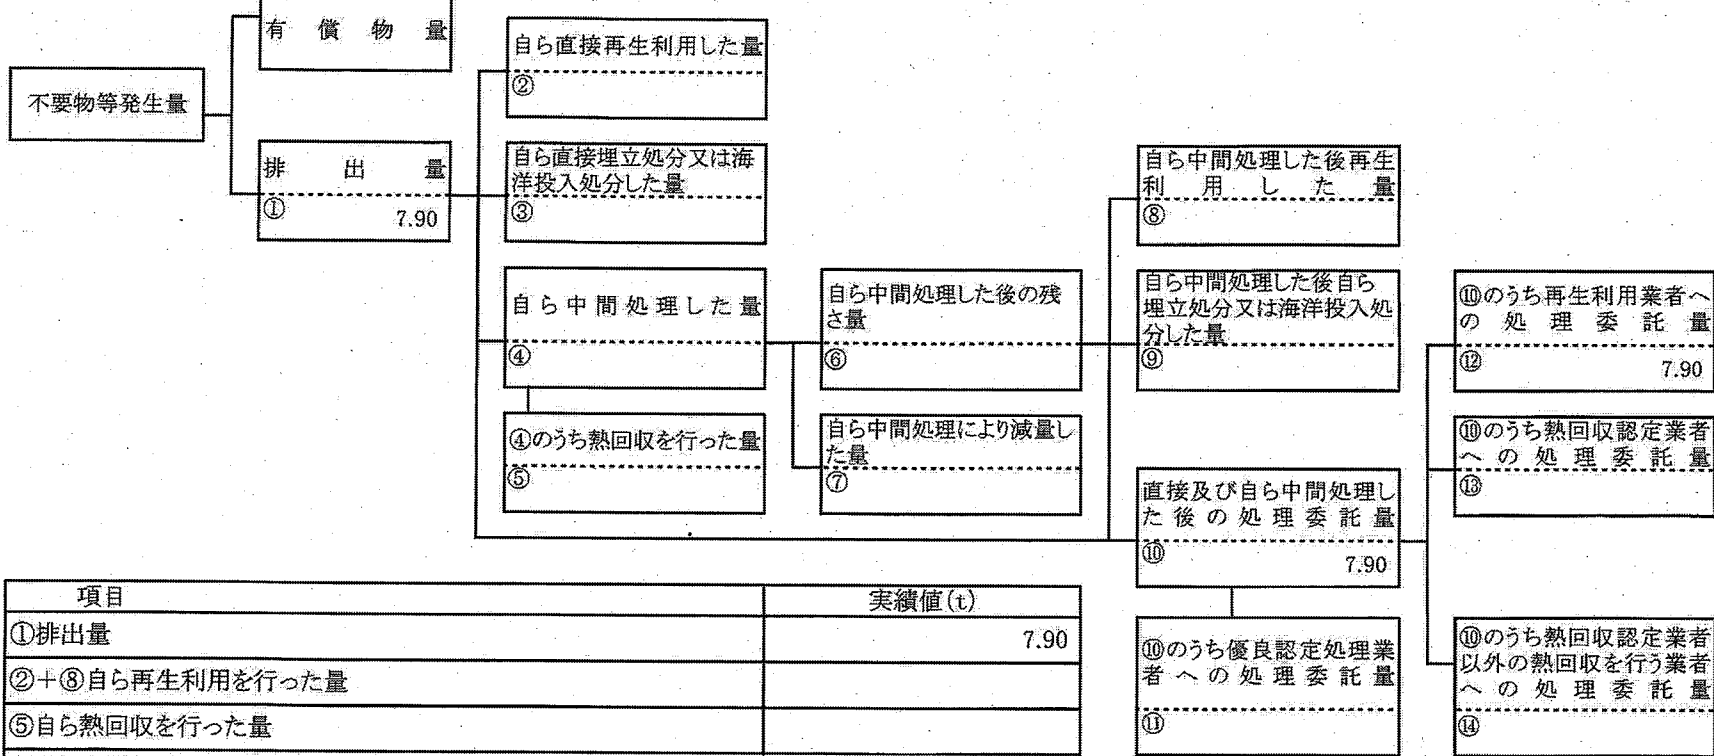 有償物量
不要物等発生量
排出量
①
7.90
自ら直接再生利用した量
②
自ら直接埋立処分又は海
洋投入処分した量
③
自ら中間処理した量
④
④のうち熱回収を行った量
⑤
自ら中間処理した後の残
さ量
⑥
自ら中間処理により減量し
た量
⑦
自ら中間処理した後再生
利用した量
⑧
自ら中間処理した後自ら
埋立処分又は海洋投入処
分した量
⑨
直接及び自ら中間処理し
た後の処理委託量
⑩
7.90
⑩のうち優良認定処理業
者への処理委託量
⑪
⑩のうち再生利用業者へ
の処理委託量
⑫
7.90
⑩のうち熱回収認定業者
への処理委託量
⑬
⑩のうち熱回収認定業者
以外の熱回収を行う業者
への処理委託量
⑭
項目 実績値(t)
①排出量 7.90
②+⑧自ら再生利用を行った量
⑤自ら熱回収を行った量